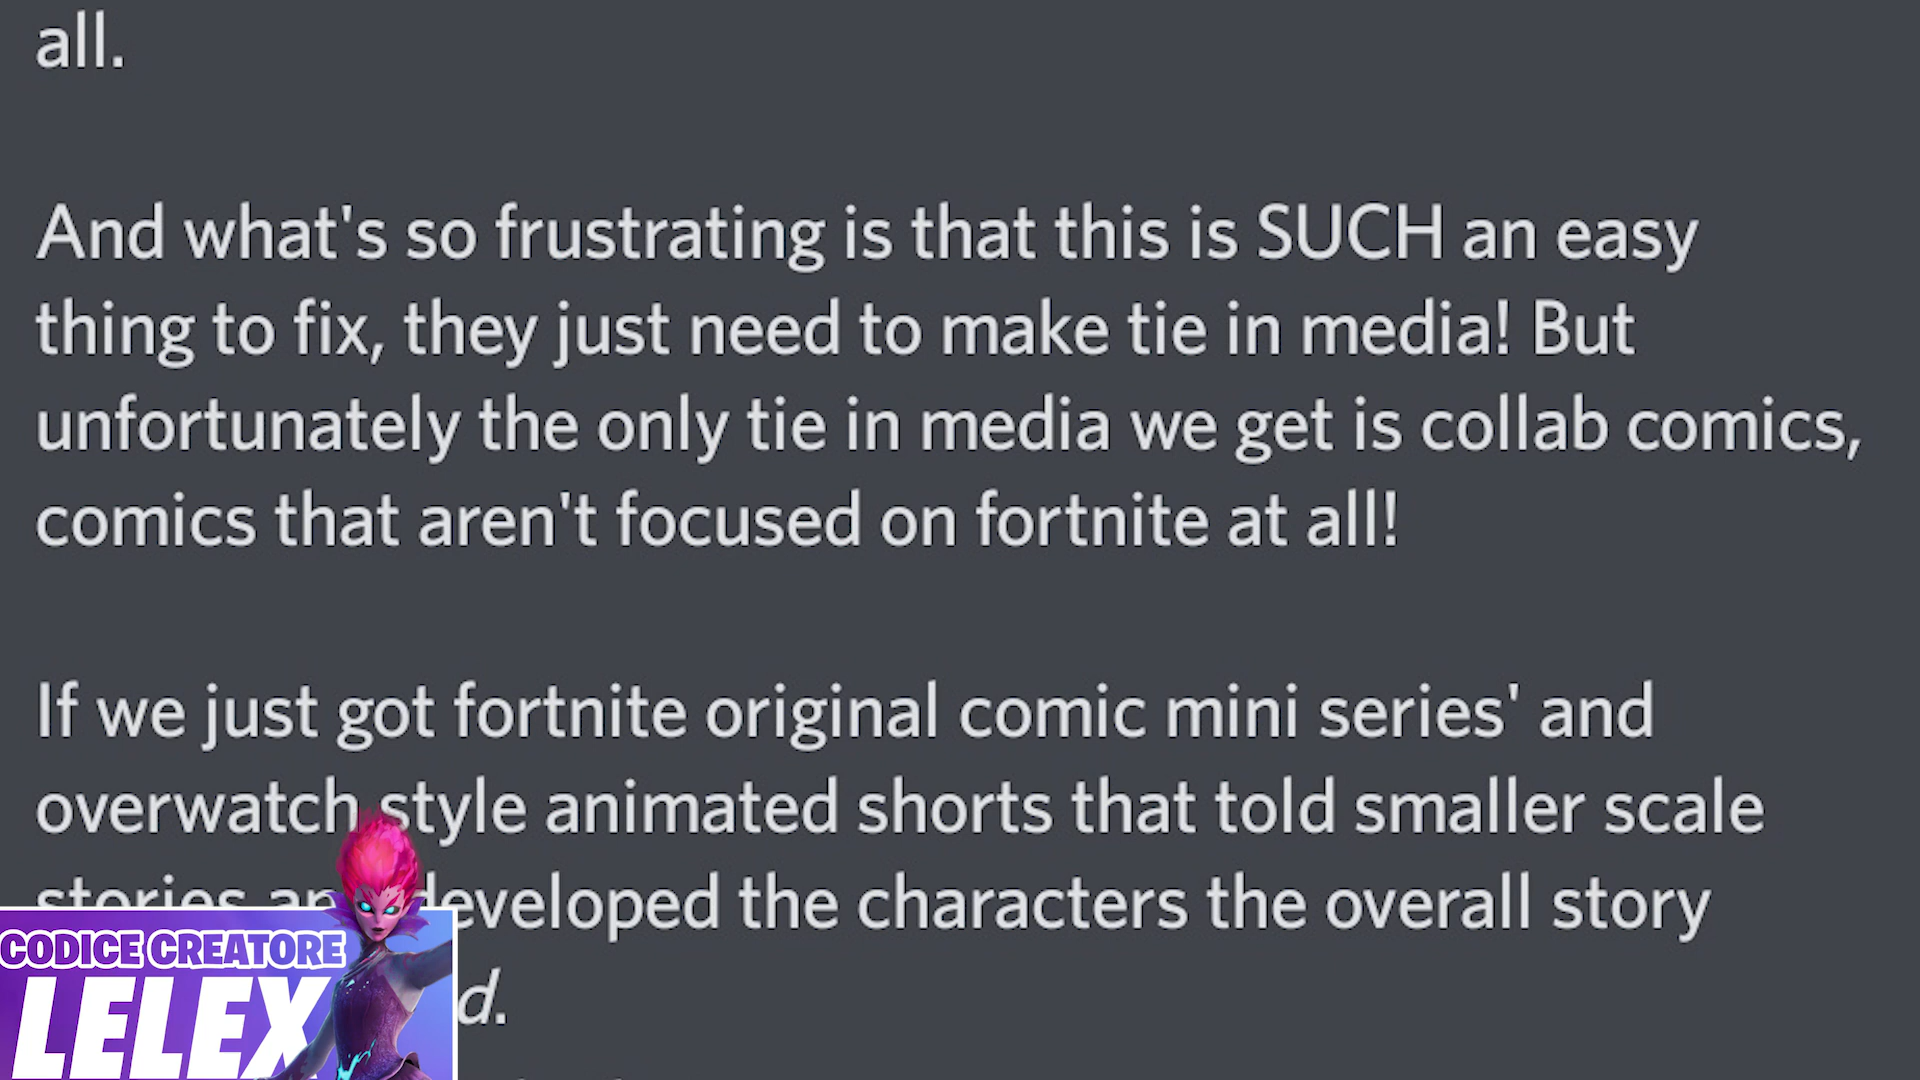 all.
And what's so frustrating is that this is SUCH an easy
thing to fix, they just need to make tie in media! But
unfortunately the only tie in media we get is collab comics,
comics that aren't focused on fortnite at all!
If we just got fortnite original comic mini series' and
overwatch style animated shorts that told smaller scale
stories developed the characters the overall story
CODICE CREATORE
LELEX